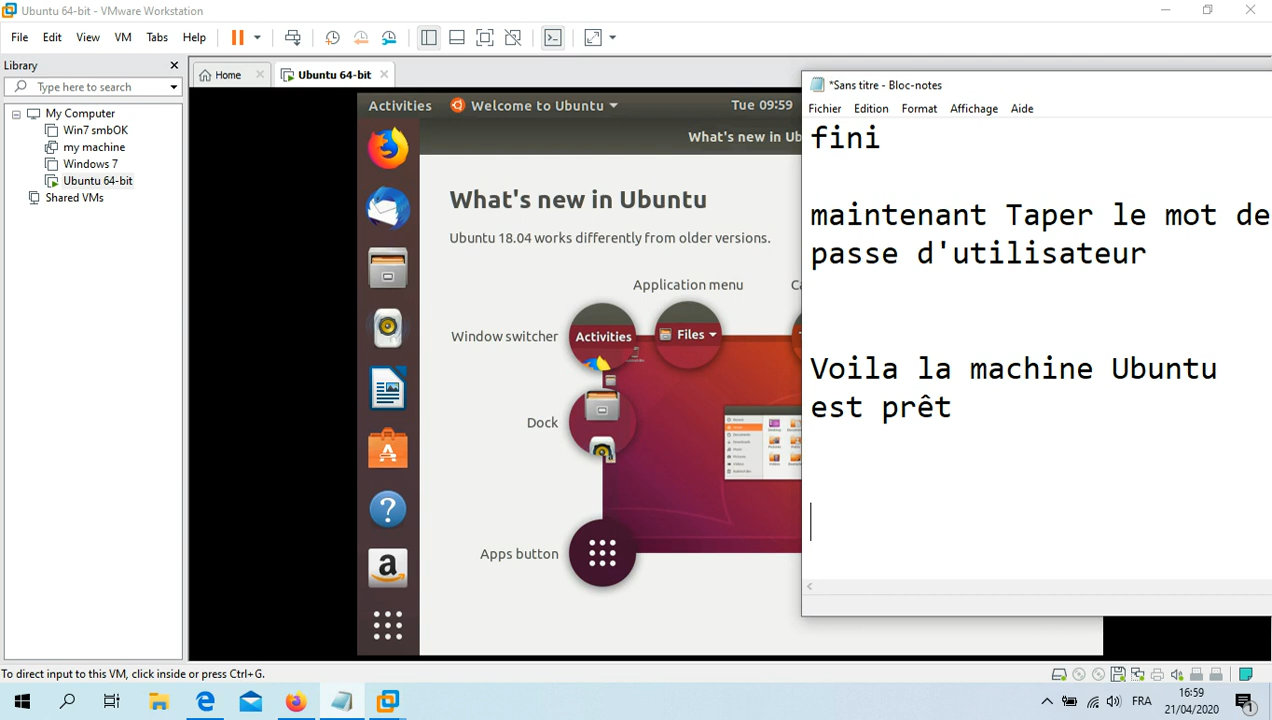 Ubuntu 64-bit - VMware Workstation
File Edit View VM Tabs Help
Library
Type here to search
My Computer
Win7 smbOK
my machine
Windows 7
Ubuntu 64-bit
Shared VMs
Home
Ubuntu 64-bit
Activities Welcome to Ubuntu Tue 09:59
What's new in Ub
What's new in Ubuntu
Ubuntu 18.04 works differently from older versions.
Application menu
Window switcher
Activities
Files
Dock
Apps button
*Sans titre - Bloc-notes
Fichier Edition Format Affichage Aide
fini
maintenant Taper le mot de
passe d'utilisateur
Voila la machine Ubuntu
est prêt
To direct input to this VM, click inside or press Ctrl+G.
FRA
16:59
21/04/2020
1